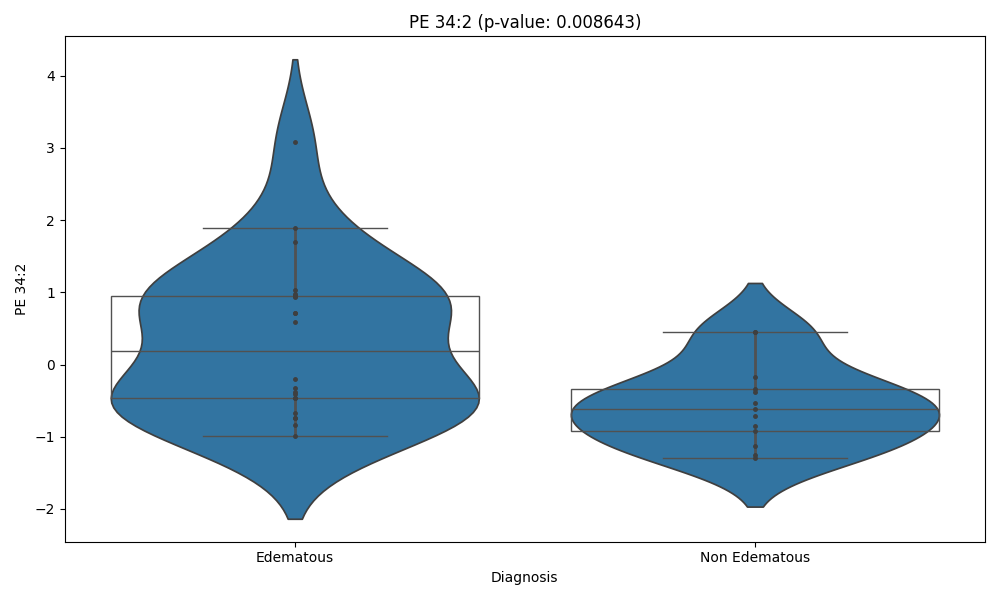 PE 34:2 (p-value: 0.008643)
4
3
2
1
0
−1
−2
PE 34:2
Edematous
Non Edematous
Diagnosis